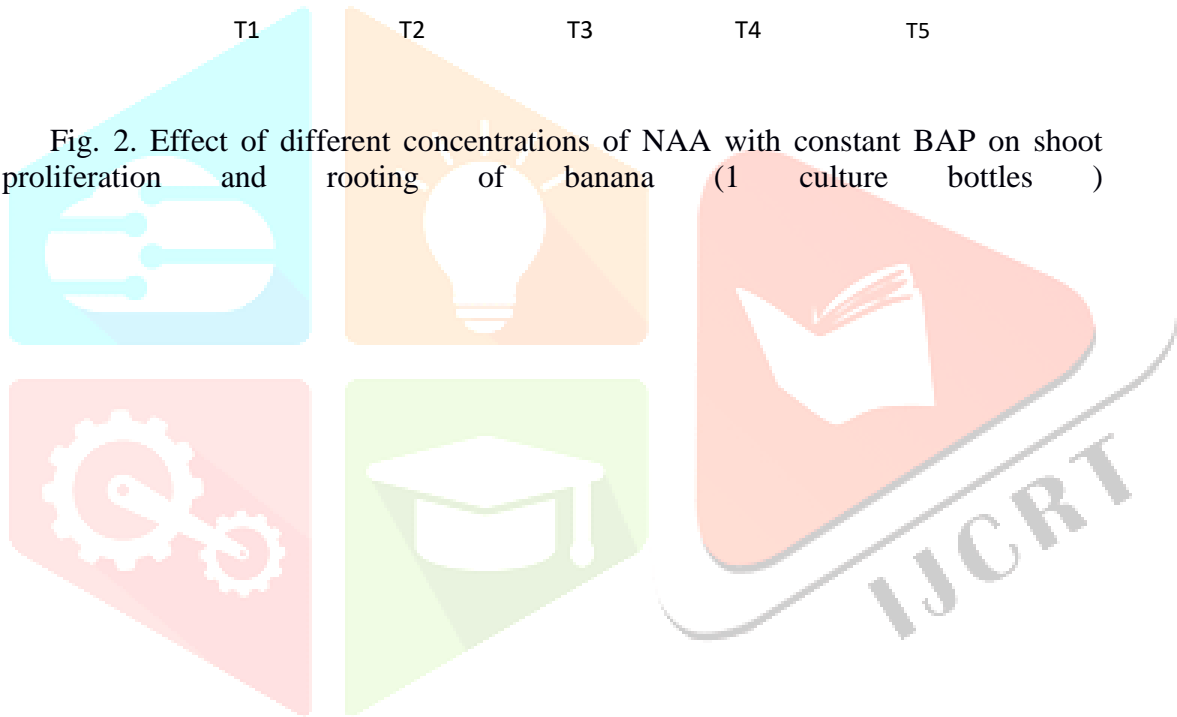 T1 T2 T3 T4 T5
Fig. 2. Effect of different concentrations of NAA with constant BAP on shoot
proliferation and rooting of banana (1 culture bottles )
IJCRT